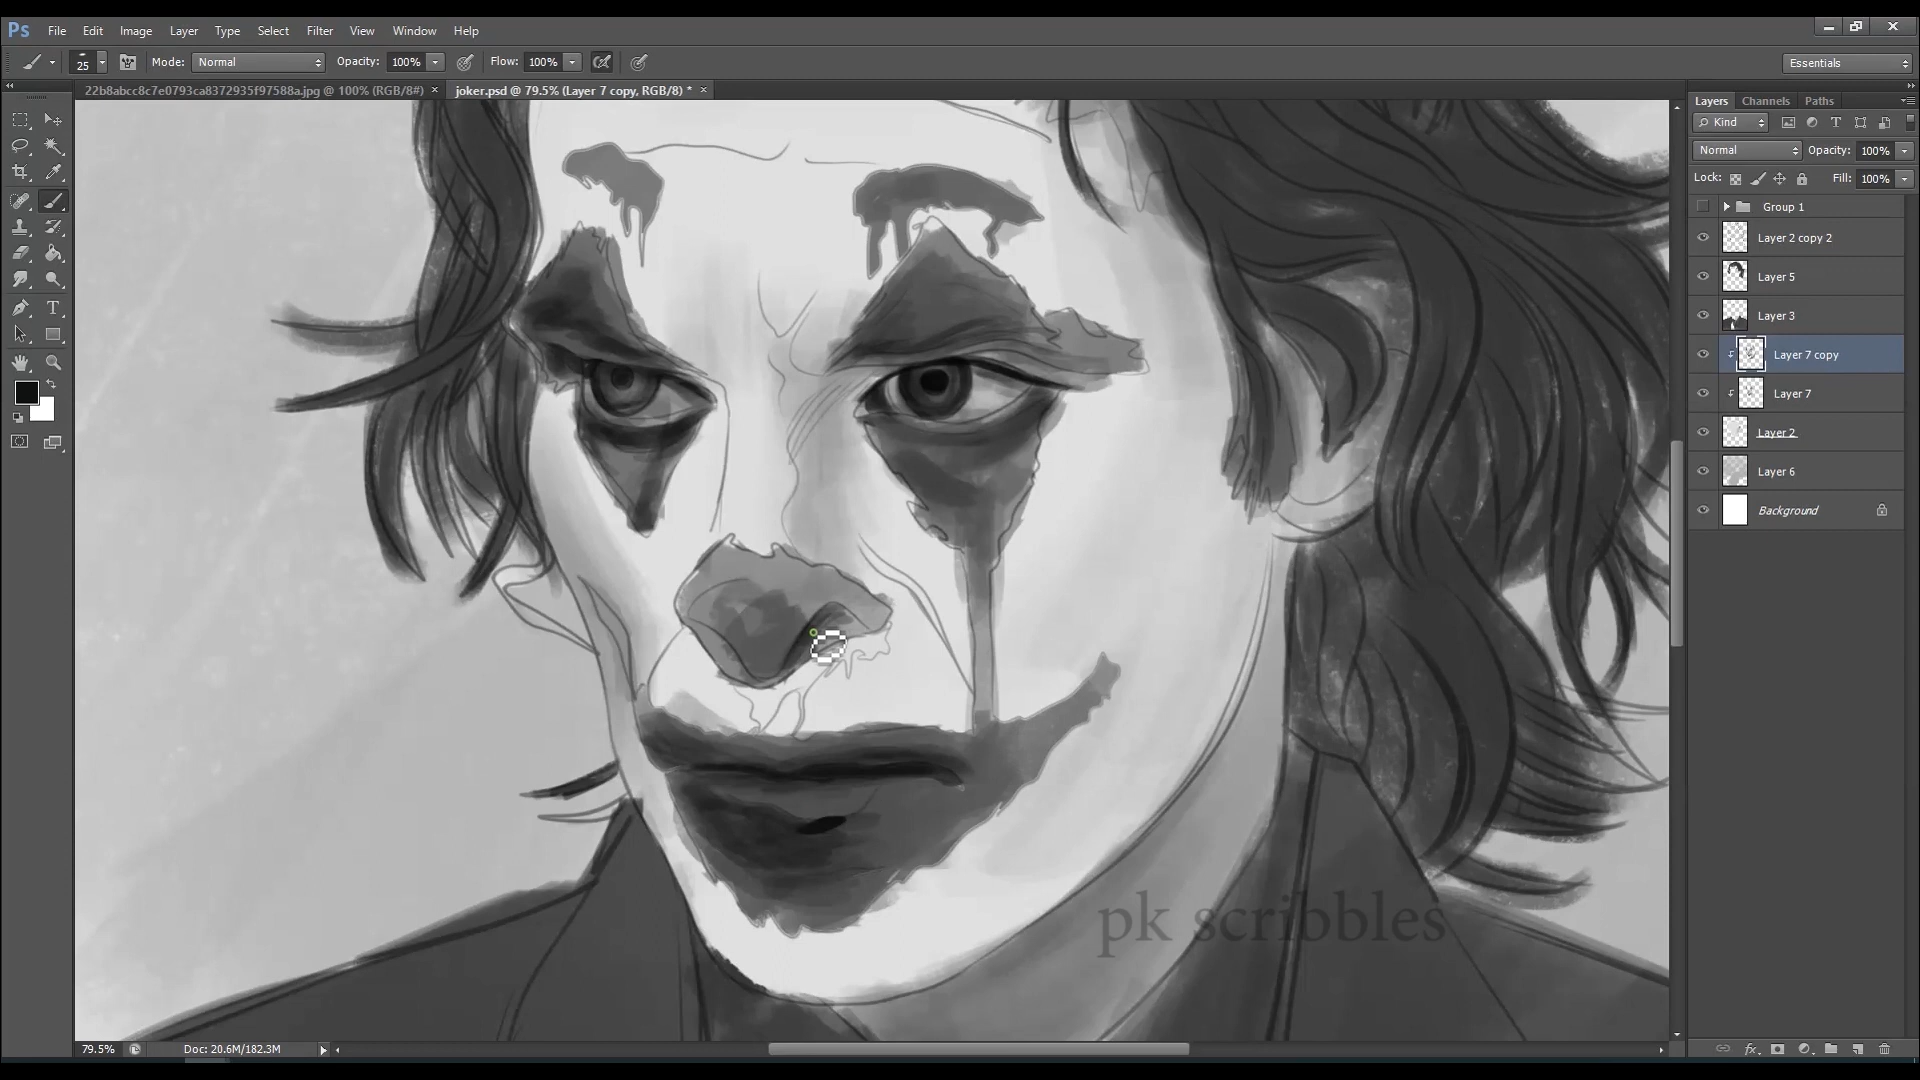 Ps File Edit Image Layer Type Select Filter View Window Help
25 Mode: Normal Opacity: 100% Flow: 100% Essentials
22b8abcc8c7e0793ca8372935f97588a.jpg @ 100% (RGB/8#) × joker.psd @ 79.5% (Layer 7 copy, RGB/8) * ×
Layers Channels Paths
Kind
Normal Opacity: 100%
Lock: Fill: 100%
Group 1
Layer 2 copy 2
Layer 5
Layer 3
Layer 7 copy
Layer 7
Layer 2
Layer 6
Background
pk scribbles
79.5% Doc: 20.6M/182.3M